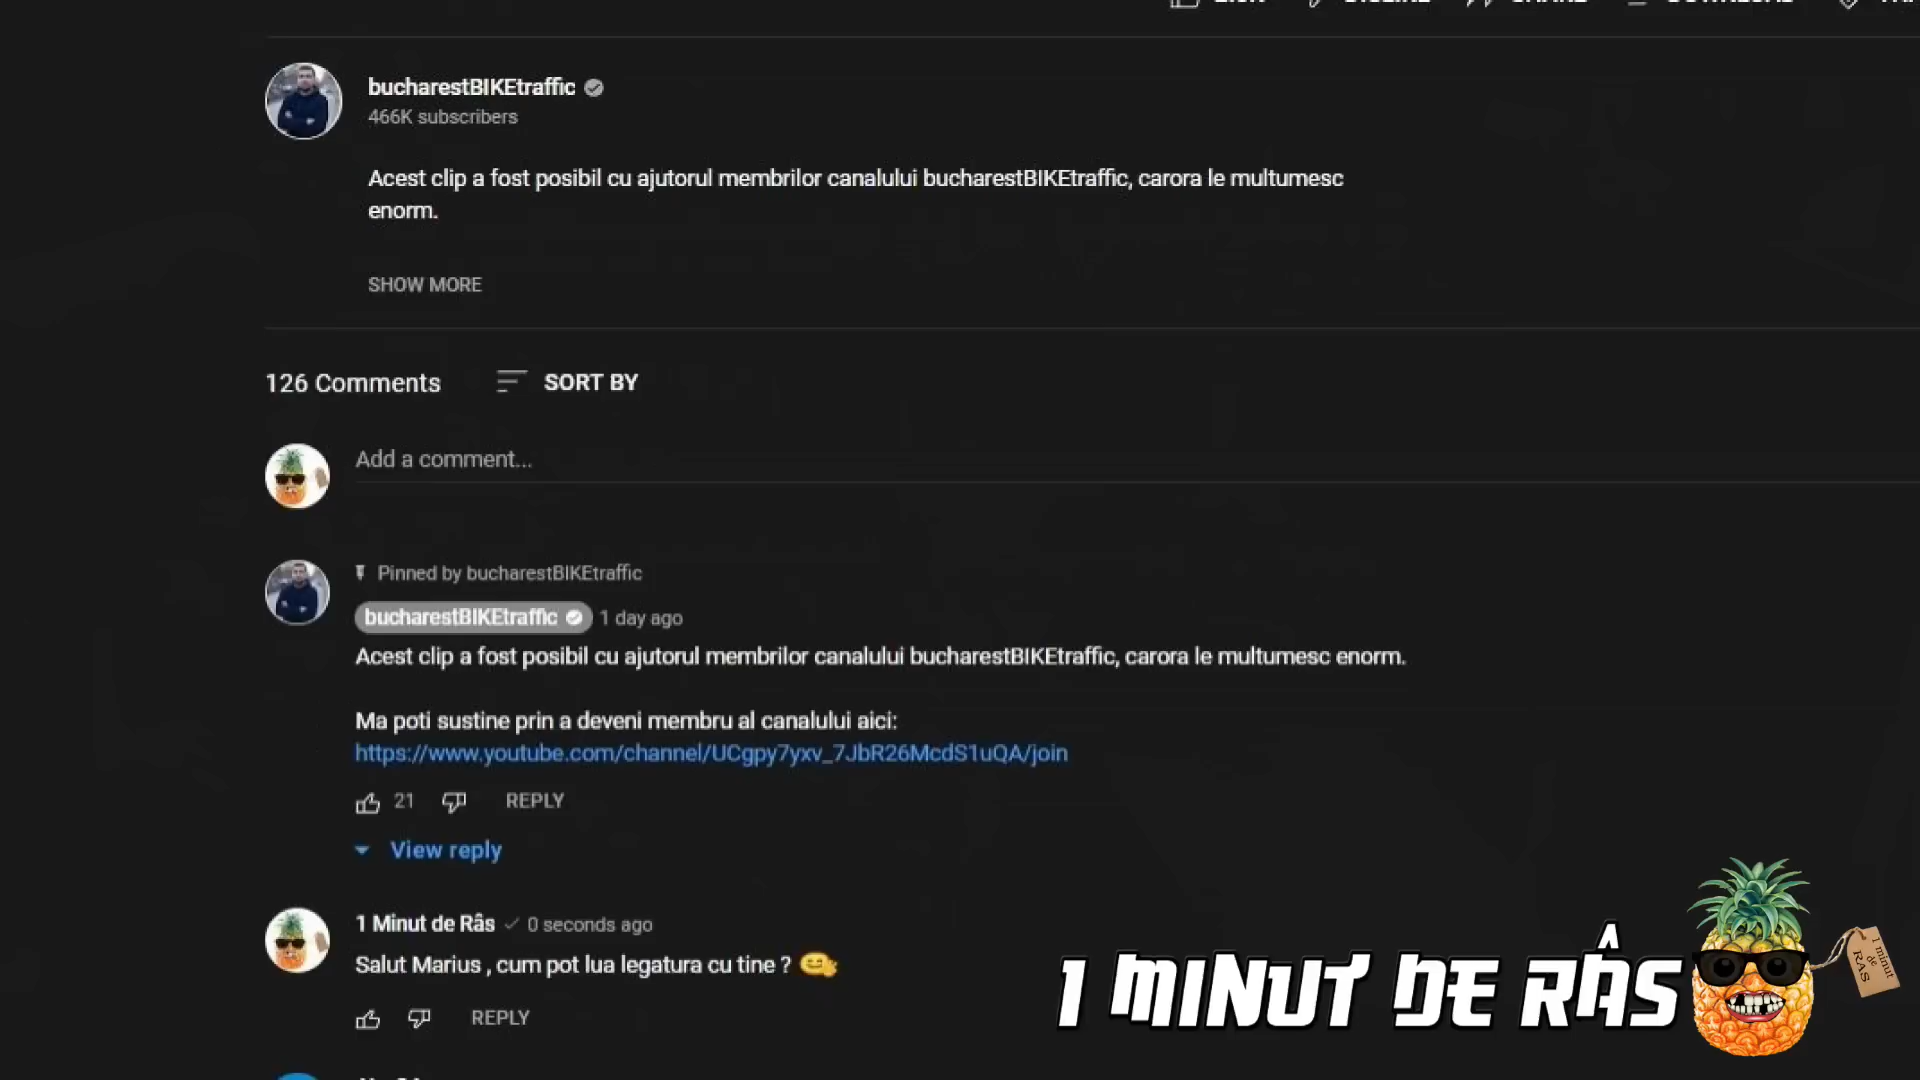 bucharestBIKEtraffic
466K subscribers
Acest clip a fost posibil cu ajutorul membrilor canalului bucharestBIKEtraffic, carora le multumesc
enorm.
SHOW MORE
126 Comments
SORT BY
Add a comment...
Pinned by bucharestBIKEtraffic
bucharestBIKEtraffic 1 day ago
Acest clip a fost posibil cu ajutorul membrilor canalului bucharestBIKEtraffic, carora le multumesc enorm.
Ma poti sustine prin a deveni membru al canalului aici:
https://www.youtube.com/channel/UCgpy7yxv_7JbR26McdS1uQA/join
21 REPLY
View reply
1 Minut de Râs 0 seconds ago
Salut Marius , cum pot lua legatura cu tine ?
REPLY
1 MINUT DE RÂS
1 minut
de
RAS